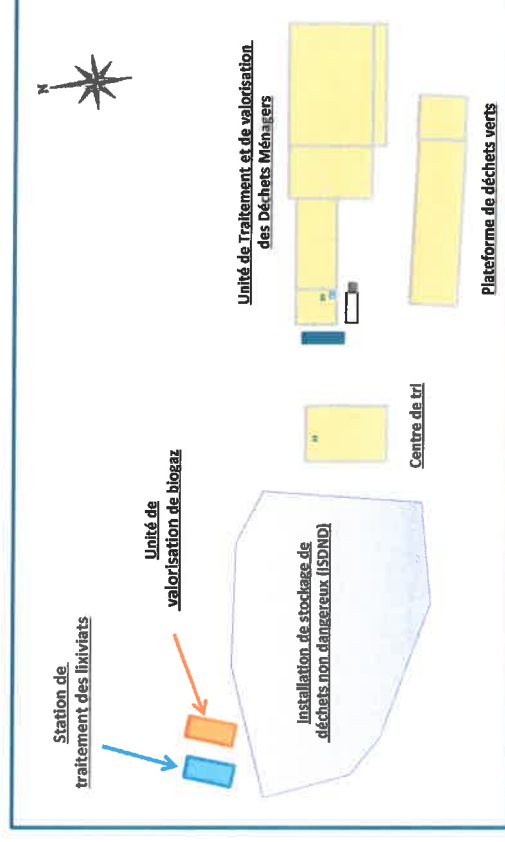 N
Station de
traitement des lixiviats
Unité de
valorisation de biogaz
Unité de Traitement et de valorisation
des Déchets Ménagers
Installation de stockage de
déchets non dangereux (ISDND)
Centre de tri
Plateforme de déchets verts